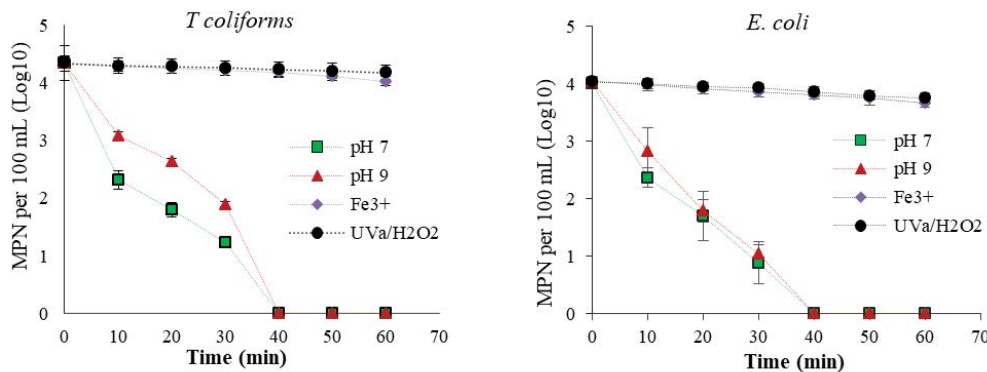 T coliforms
MPN per 100 mL (Log10)
5
4
3
2
1
0
0 10 20 30 40 50 60 70
Time (min)
pH 7
pH 9
Fe3+
UVa/H2O2
E. coli
MPN per 100 mL (Log10)
5
4
3
2
1
0
0 10 20 30 40 50 60 70
Time (min)
pH 7
pH 9
Fe3+
UVa/H2O2